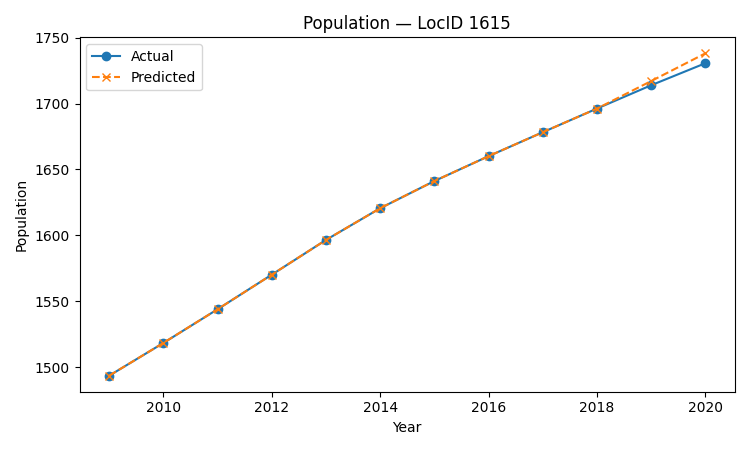 Population — LocID 1615
Actual
Predicted
1750
1700
1650
1600
1550
1500
Population
2010 2012 2014 2016 2018 2020
Year